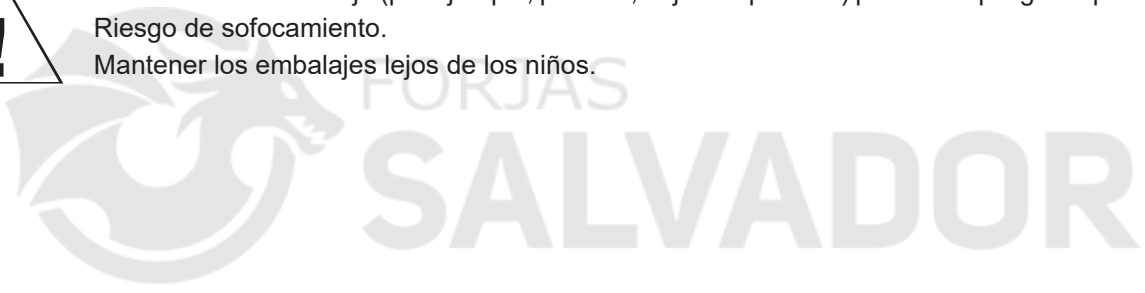 Riesgo de sofocamiento.
Mantener los embalajes lejos de los niños.
FORJAS
SALVADOR